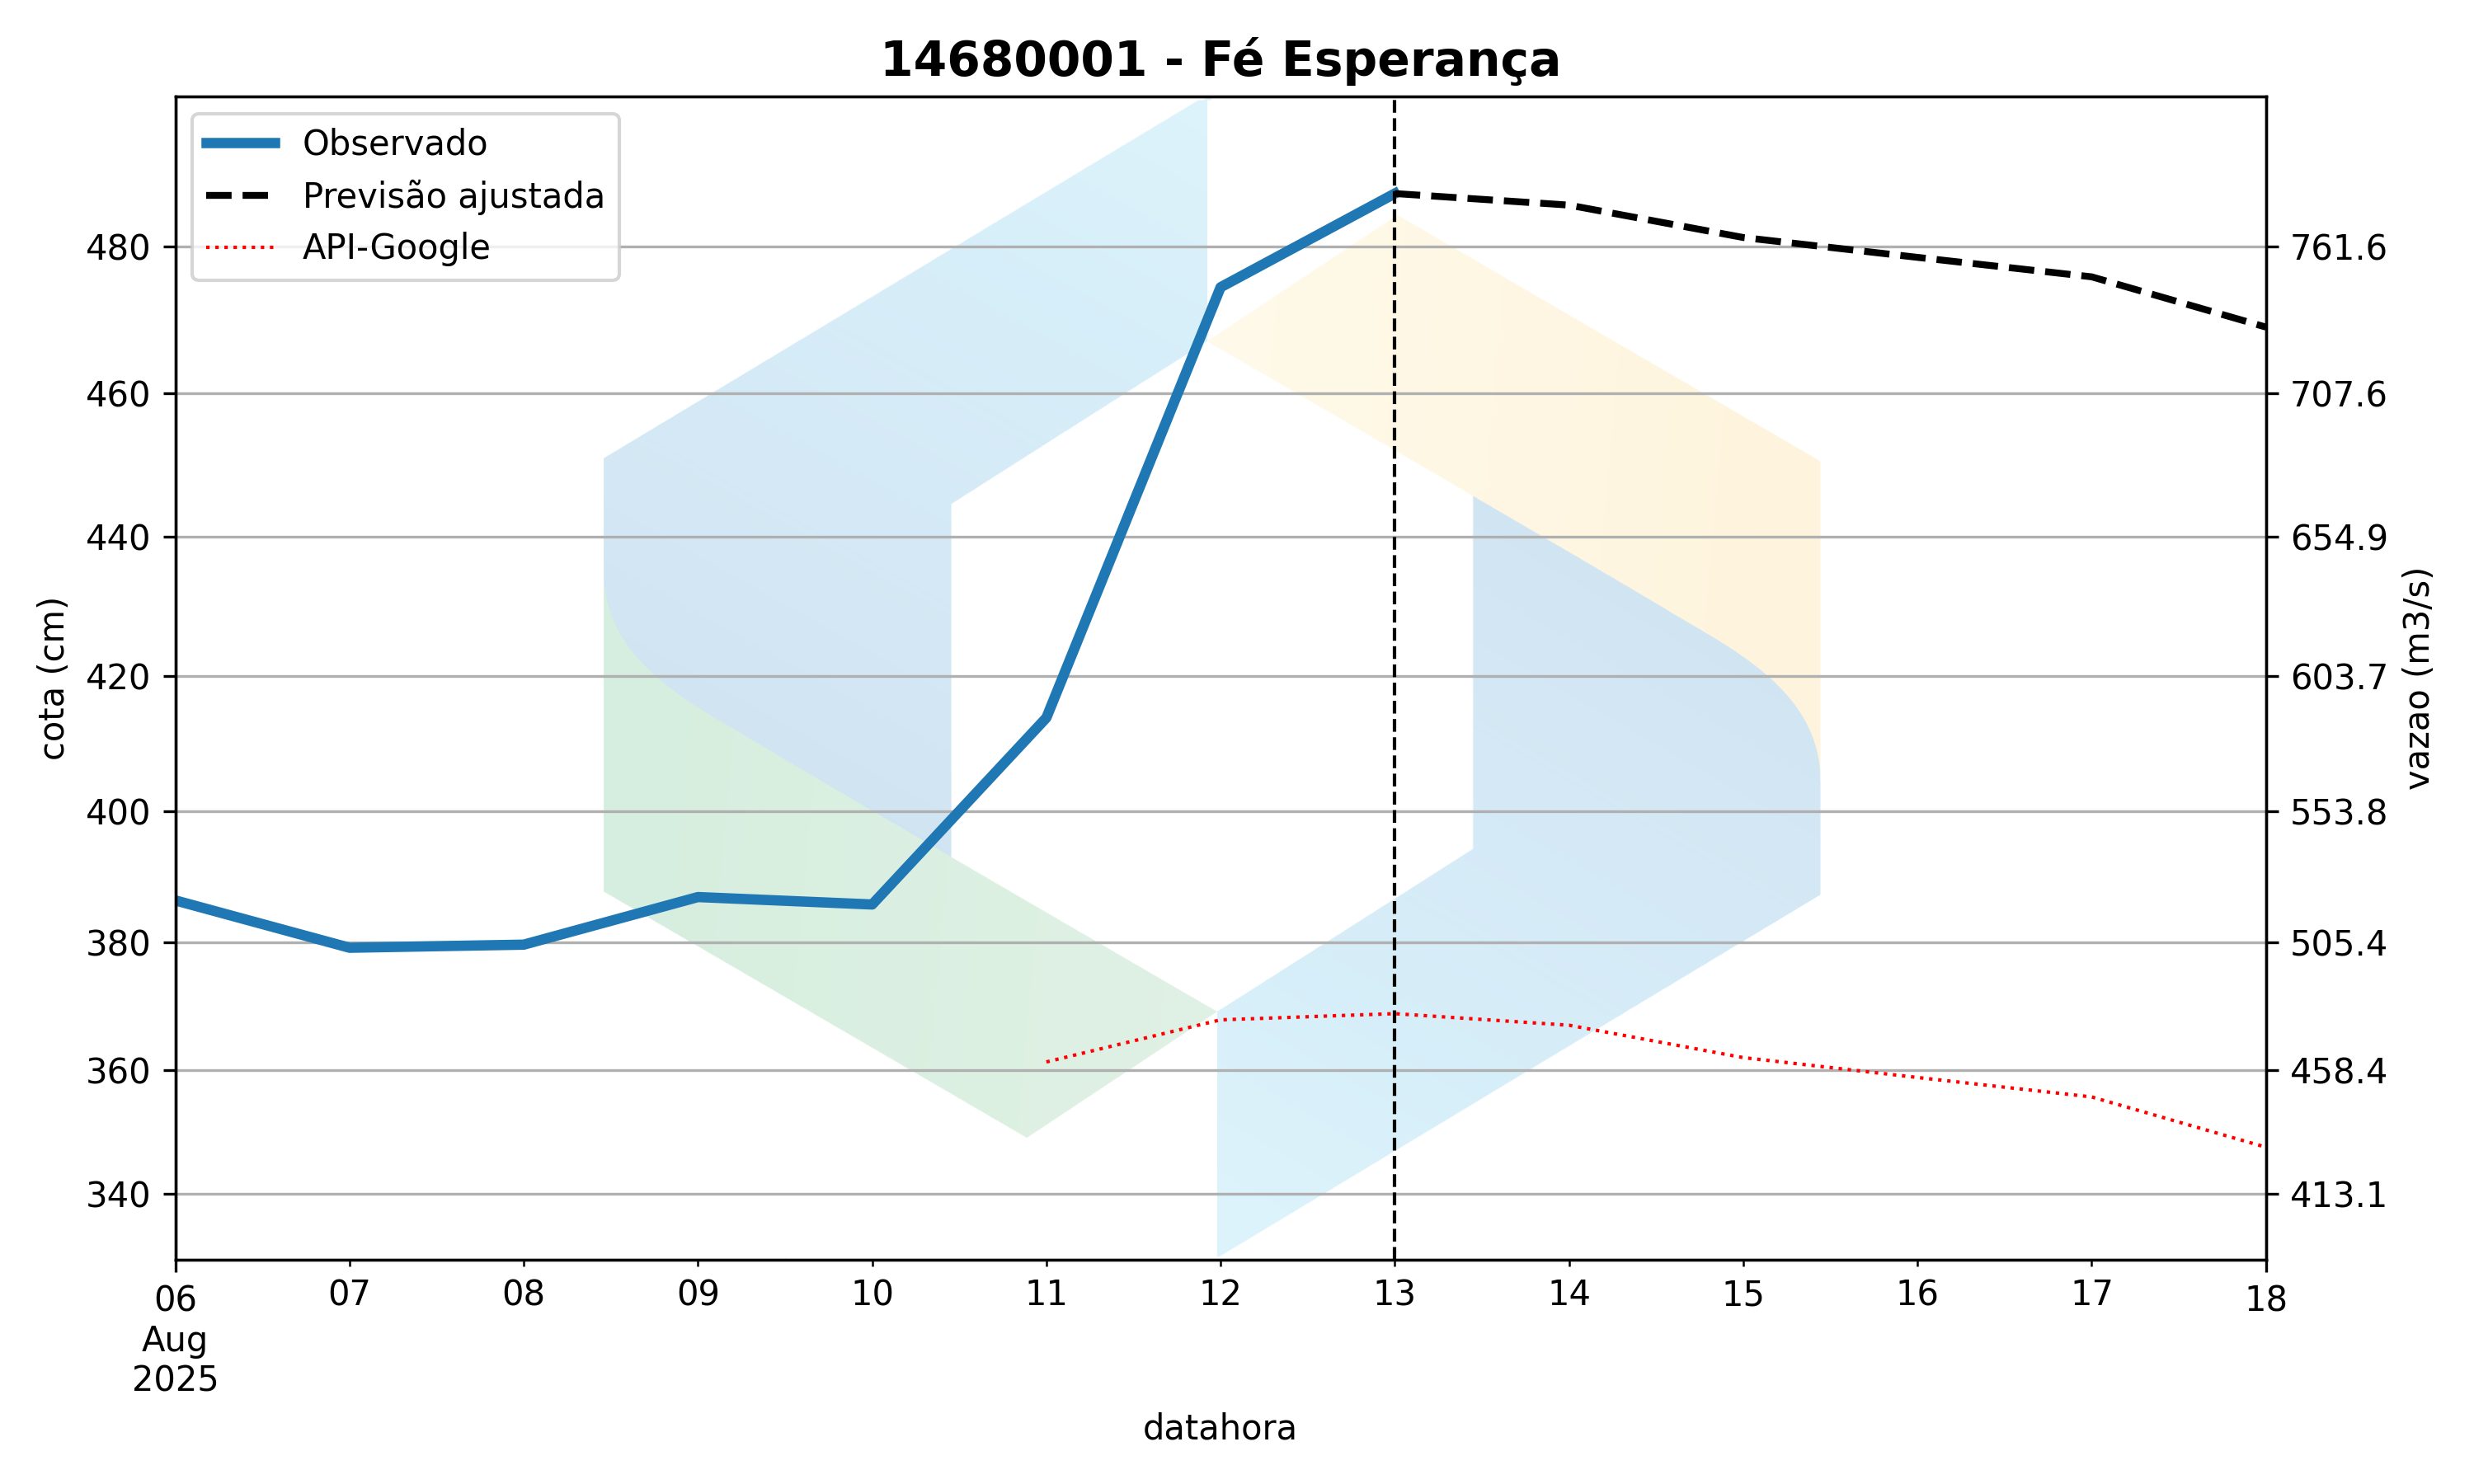 14680001 - Fé Esperança
Observado
Previsão ajustada
API-Google
480
460
440
420
400
380
360
340
cota (cm)
761.6
707.6
654.9
603.7
553.8
505.4
458.4
413.1
vazao (m3/s)
06 07 08 09 10 11 12 13 14 15 16 17 18
Aug
2025
datahora